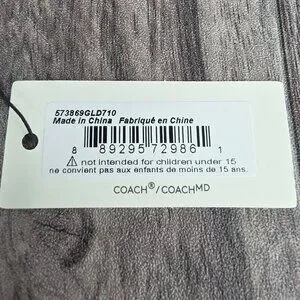 573869GLD710
Made in China Fabriqué en Chine
8 89295 72986 1
⚠ not intended for children under 15
ne convient pas aux enfants de moins de 15 ans.
COACH®/COACHMD